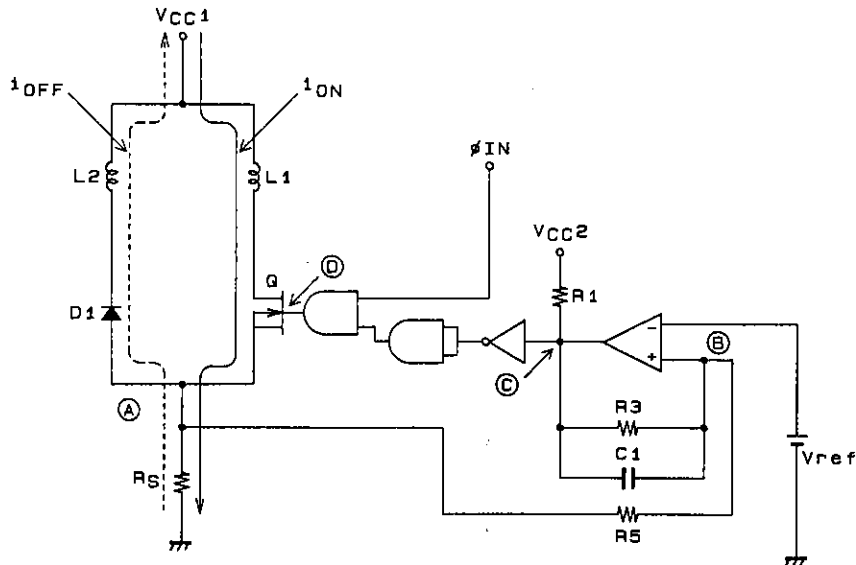 VCC1
iOFF
iON
L2
L1
øIN
VCC2
R1
D
Q
D1
−
+
B
C
A
R3
C1
Vref
RS
R5